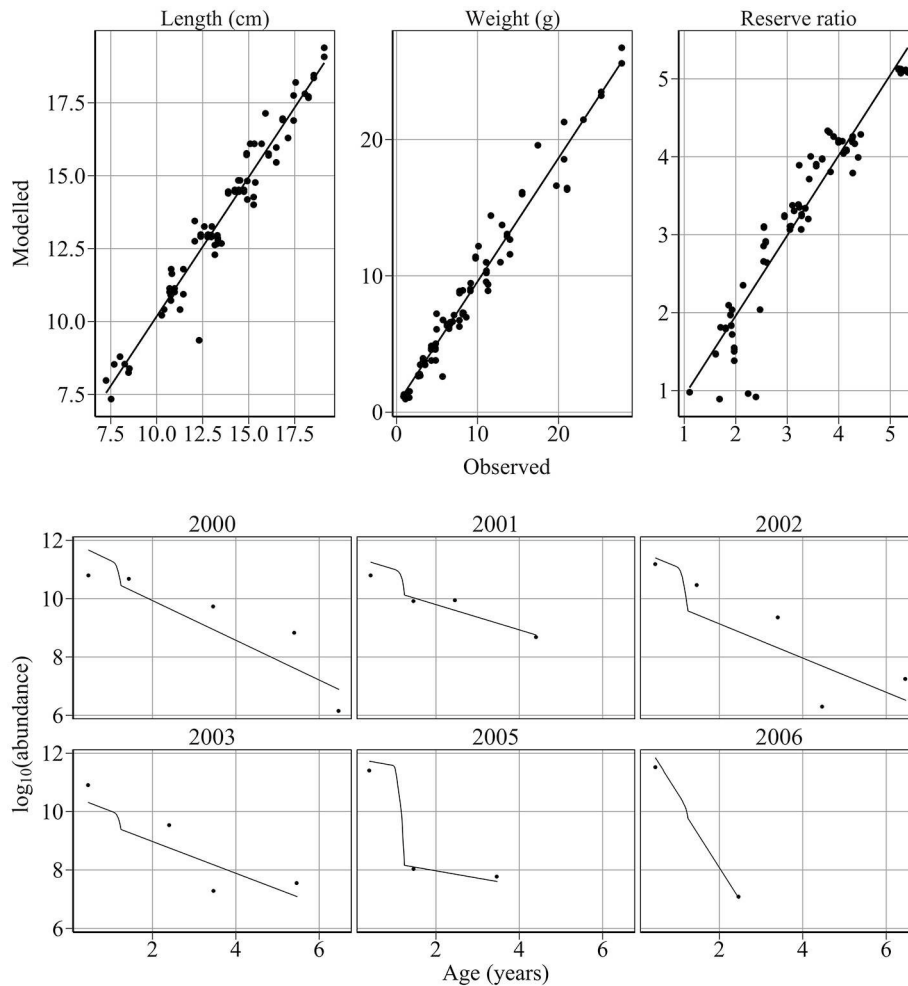 Length (cm) Weight (g) Reserve ratio
17.5 20 5
15.0 4
12.5 10 3
10.0 2
7.5 0 1
Modelled
7.5 10.0 12.5 15.0 17.5 0 10 20 1 2 3 4 5
Observed
2000 2001 2002
12
10
8
6
2003 2005 2006
12
10
8
6
log10(abundance)
2 4 6 2 4 6 2 4 6
Age (years)